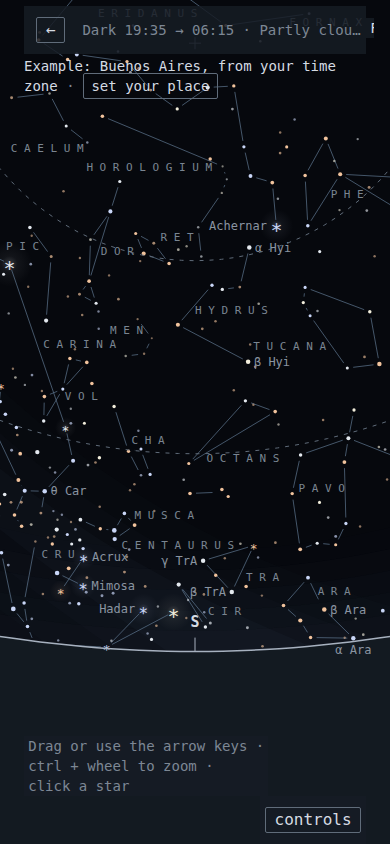 ERIDANUS
FORNAX
← Dark 19:35 → 06:15 · Partly clou…
Example: Buenos Aires, from your time
zone · set your place
CAELUM
HOROLOGIUM
PHE
Achernar
RET
PIC
DOR
α Hyi
HYDRUS
MEN
CARINA
TUCANA
β Hyi
VOL
CHA
OCTANS
θ Car
PAVO
MUSCA
CENTAURUS
CRU
Acrux
γ TrA
TRA
Mimosa
β TrA
ARA
Hadar
CIR
β Ara
S
α Ara
Drag or use the arrow keys ·
ctrl + wheel to zoom ·
click a star
controls